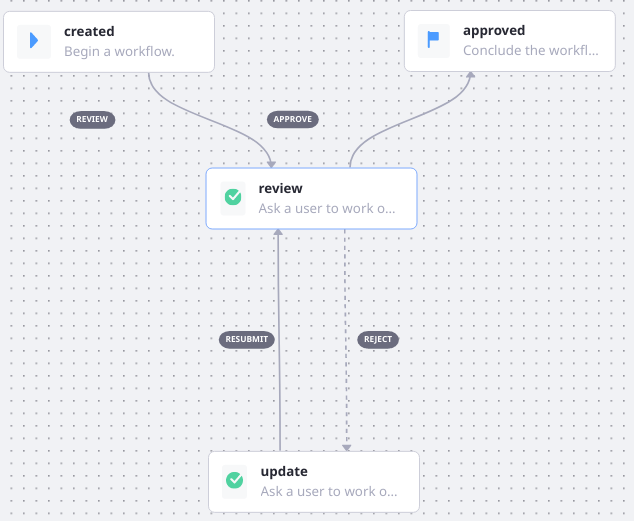 created
Begin a workflow.
approved
Conclude the workfl...
REVIEW
APPROVE
review
Ask a user to work o...
RESUBMIT
REJECT
update
Ask a user to work o...